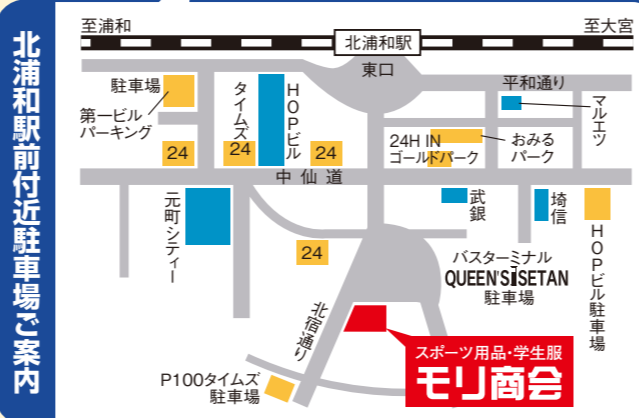 北浦和駅前付近駐車場ご案内
至浦和
北浦和駅
至大宮
東口
平和通り
駐車場
第一ビル
パーキング
タイムズ
HOPビル
マルエツ
24
24
24
24H IN
ゴールドパーク
おみる
パーク
中仙道
元町シティー
武銀
埼信
HOPビル駐車場
24
バスターミナル
QUEEN'S ISETAN
駐車場
北宿通り
P100タイムズ
駐車場
スポーツ用品・学生服
モリ商会